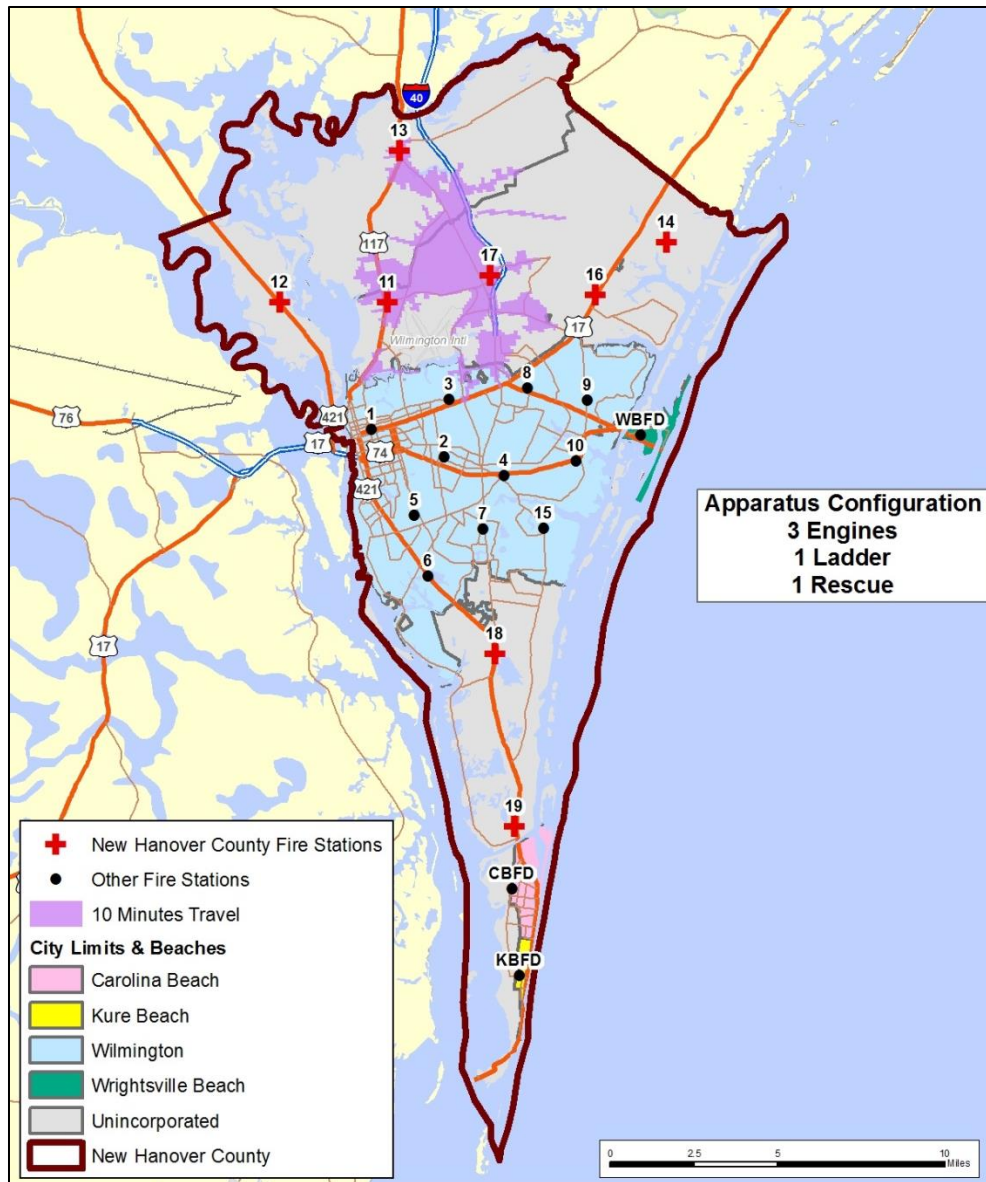 40
13
14
117
17
16
12
11
17
Wilmington Intl
8
3
9
76
421
1
WBFD
17
74
2
10
4
421
5
7
15
6
17
18
19
CBFD
KBFD
Apparatus Configuration
3 Engines
1 Ladder
1 Rescue
New Hanover County Fire Stations
Other Fire Stations
10 Minutes Travel
City Limits & Beaches
Carolina Beach
Kure Beach
Wilmington
Wrightsville Beach
Unincorporated
New Hanover County
0 2.5 5 10
Miles